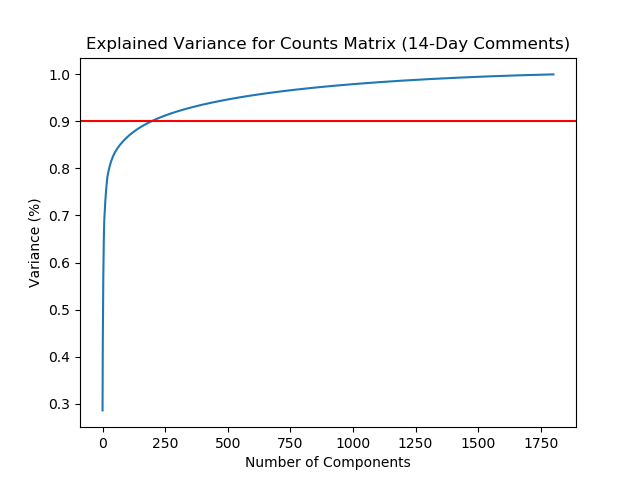 Explained Variance for Counts Matrix (14-Day Comments)
1.0
0.9
0.8
0.7
0.6
0.5
0.4
0.3
Variance (%)
0 250 500 750 1000 1250 1500 1750
Number of Components